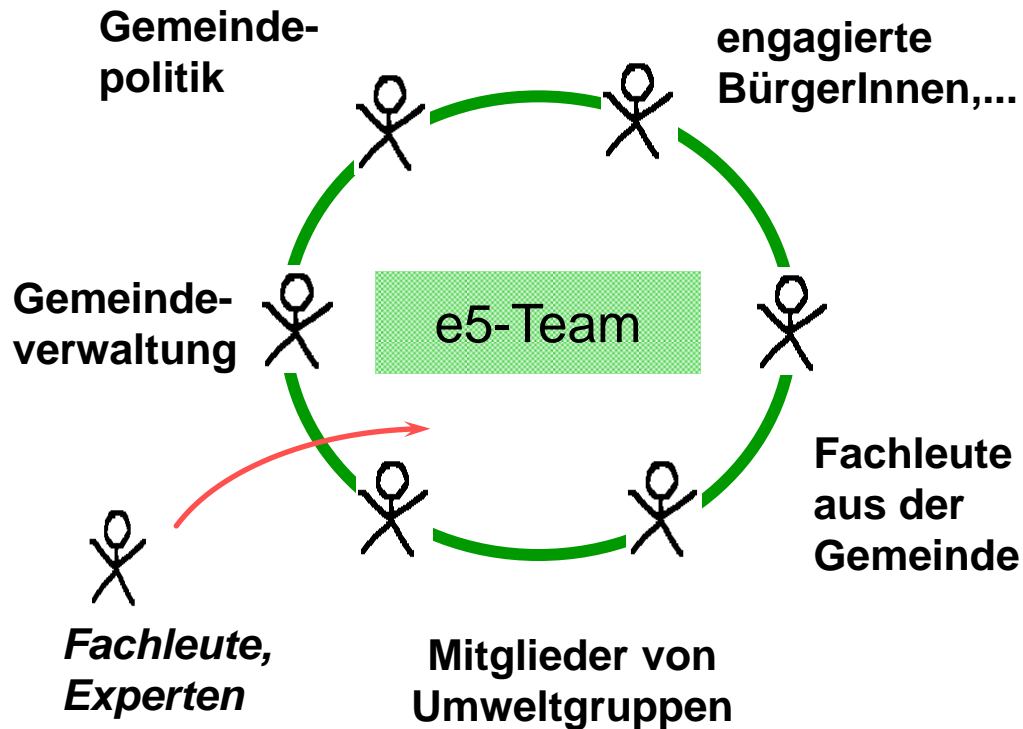 Gemeinde-
politik
engagierte
BürgerInnen,...
Gemeinde-
verwaltung
e5-Team
Fachleute
aus der
Gemeinde
Fachleute,
Experten
Mitglieder von
Umweltgruppen